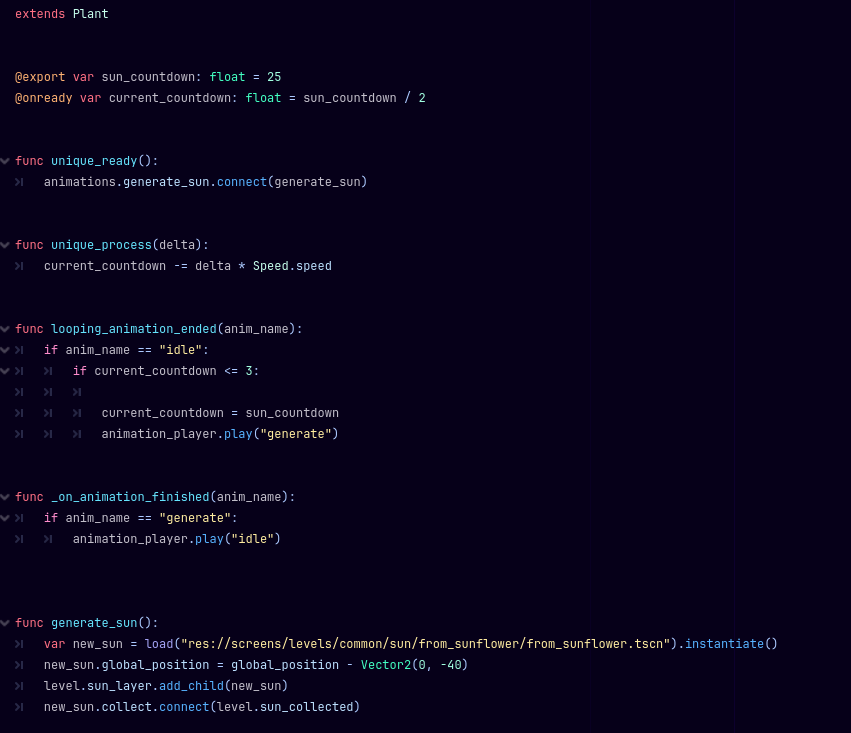 extends Plant
@export var sun_countdown: float = 25
@onready var current_countdown: float = sun_countdown / 2
func unique_ready():
animations.generate_sun.connect(generate_sun)
func unique_process(delta):
current_countdown -= delta * Speed.speed
func looping_animation_ended(anim_name):
if anim_name == "idle":
if current_countdown <= 3:
current_countdown = sun_countdown
animation_player.play("generate")
func _on_animation_finished(anim_name):
if anim_name == "generate":
animation_player.play("idle")
func generate_sun():
var new_sun = load("res://screens/levels/common/sun/from_sunflower/from_sunflower.tscn").instantiate()
new_sun.global_position = global_position - Vector2(0, -40)
level.sun_layer.add_child(new_sun)
new_sun.collect.connect(level.sun_collected)